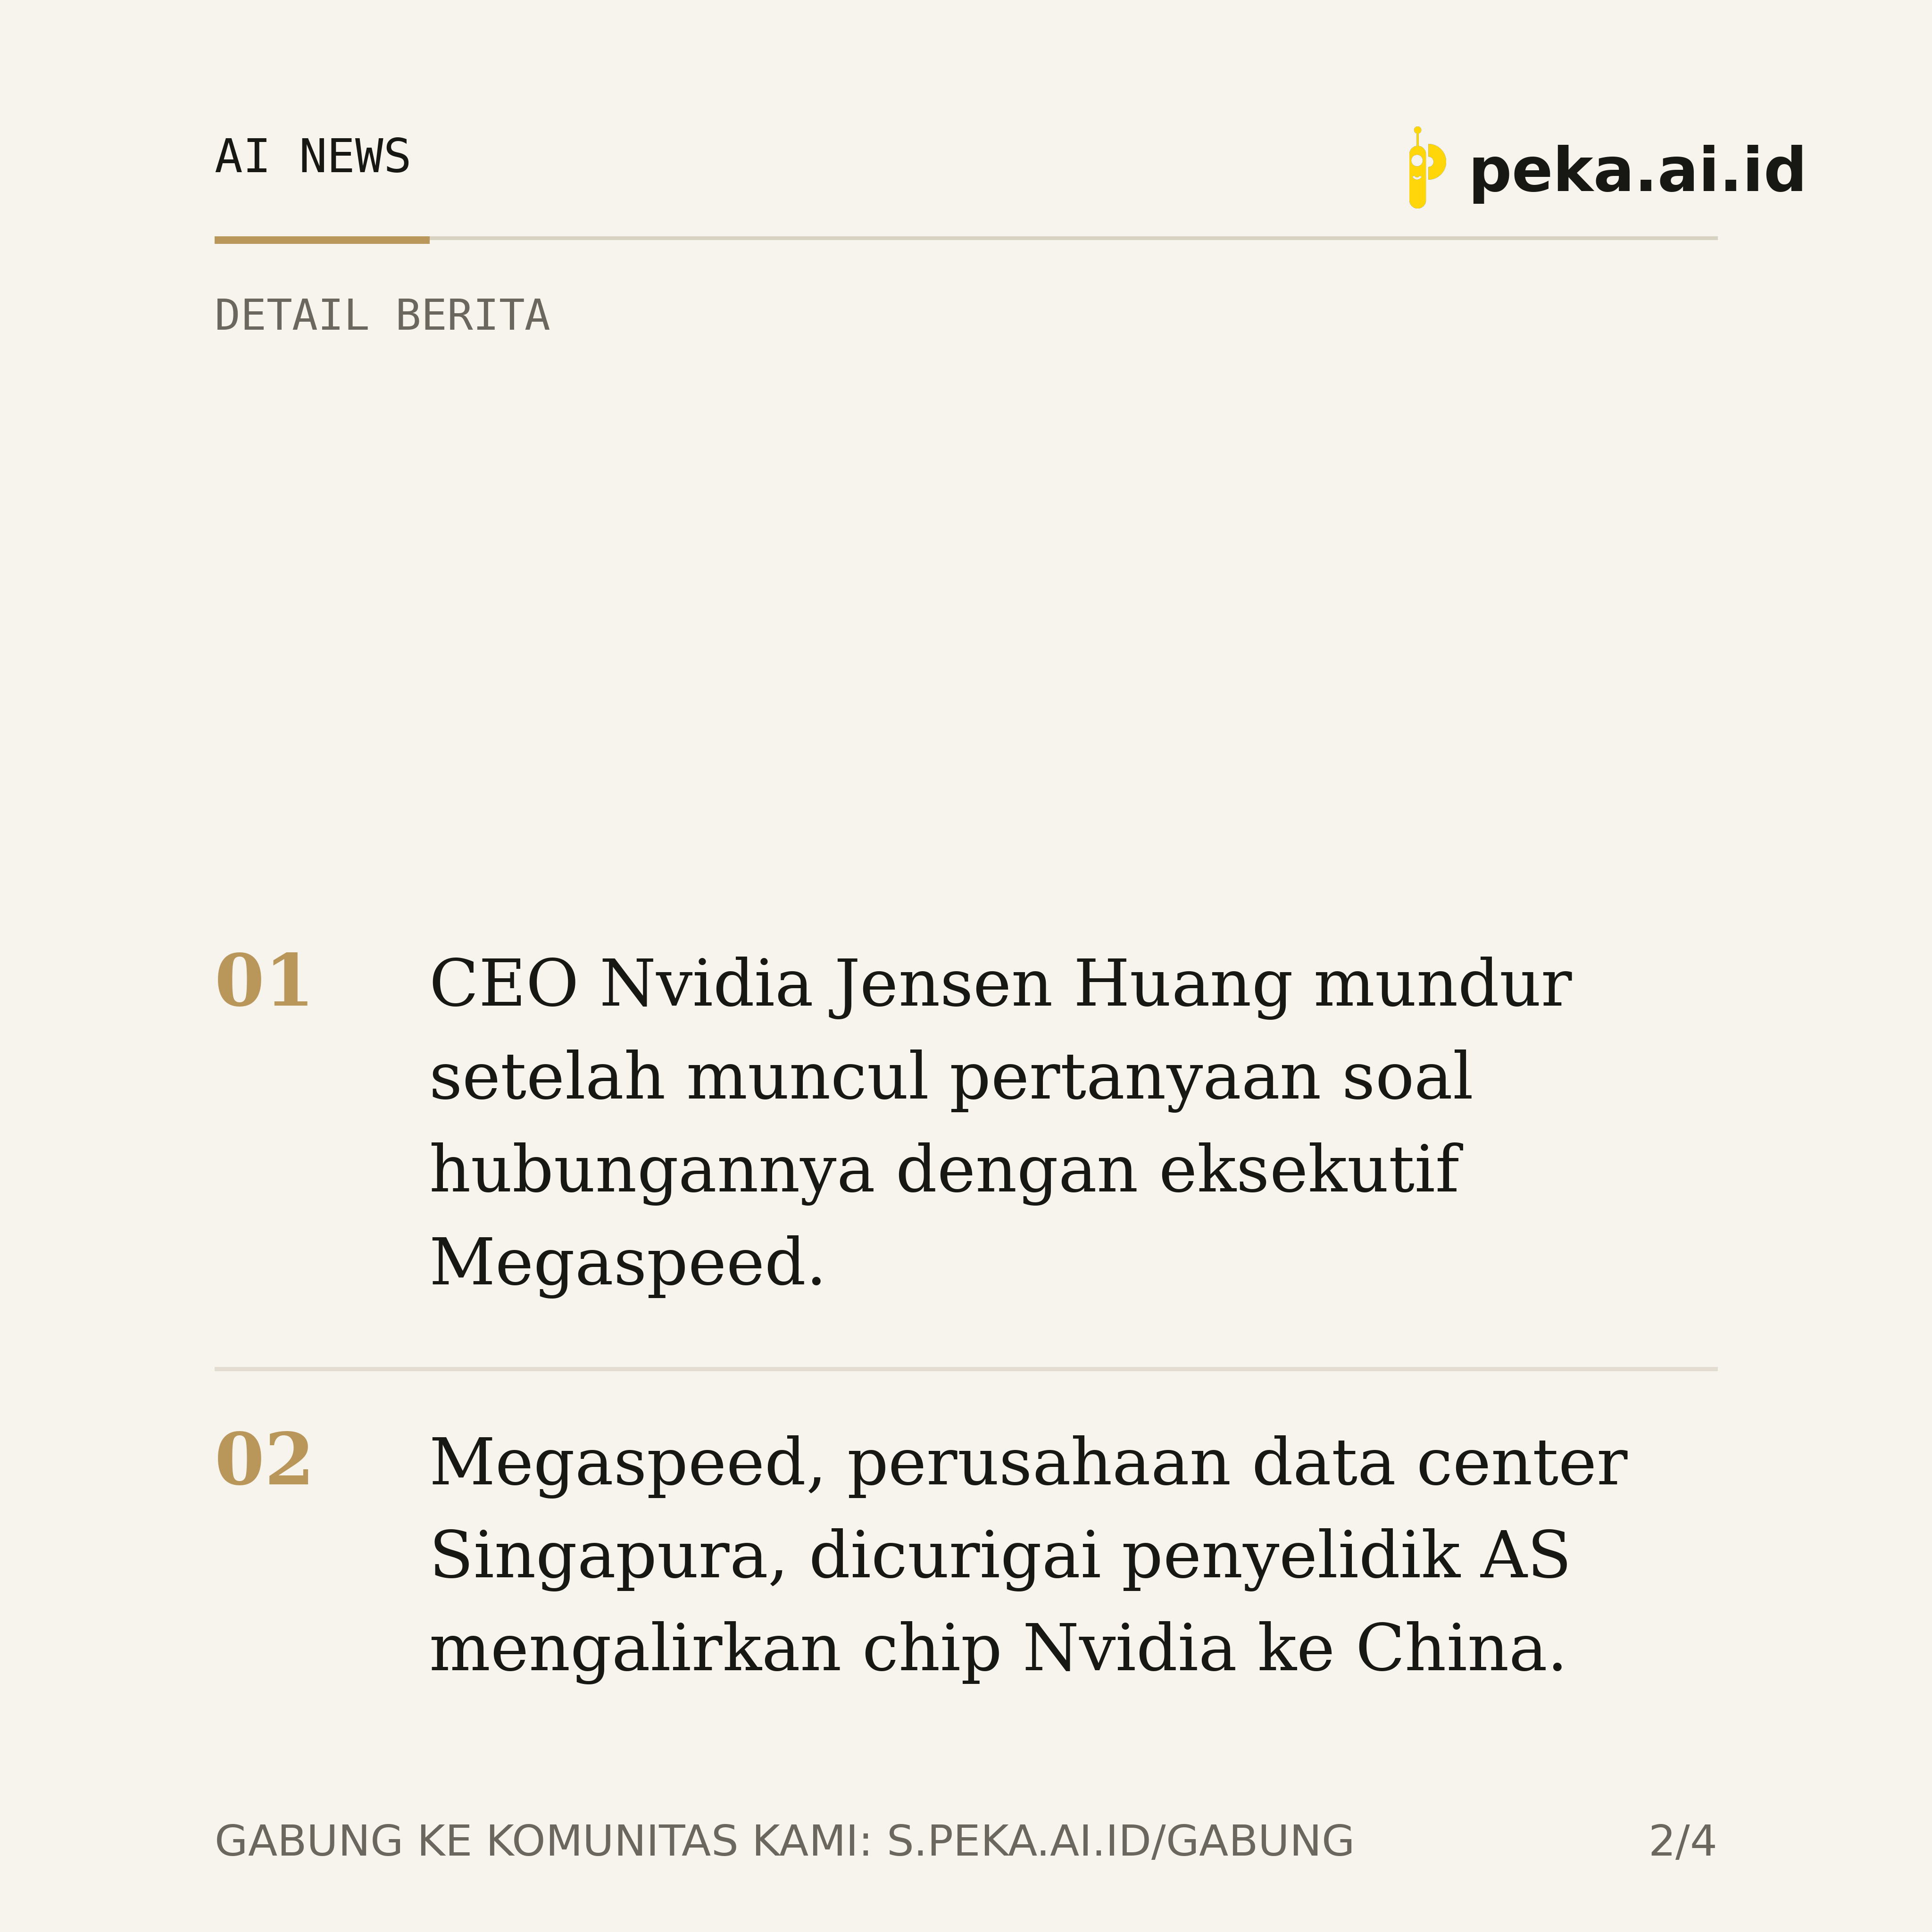 AI NEWS
peka.ai.id
DETAIL BERITA
01
CEO Nvidia Jensen Huang mundur
setelah muncul pertanyaan soal
hubungannya dengan eksekutif
Megaspeed.
02
Megaspeed, perusahaan data center
Singapura, dicurigai penyelidik AS
mengalirkan chip Nvidia ke China.
GABUNG KE KOMUNITAS KAMI: S.PEKA.AI.ID/GABUNG
2/4